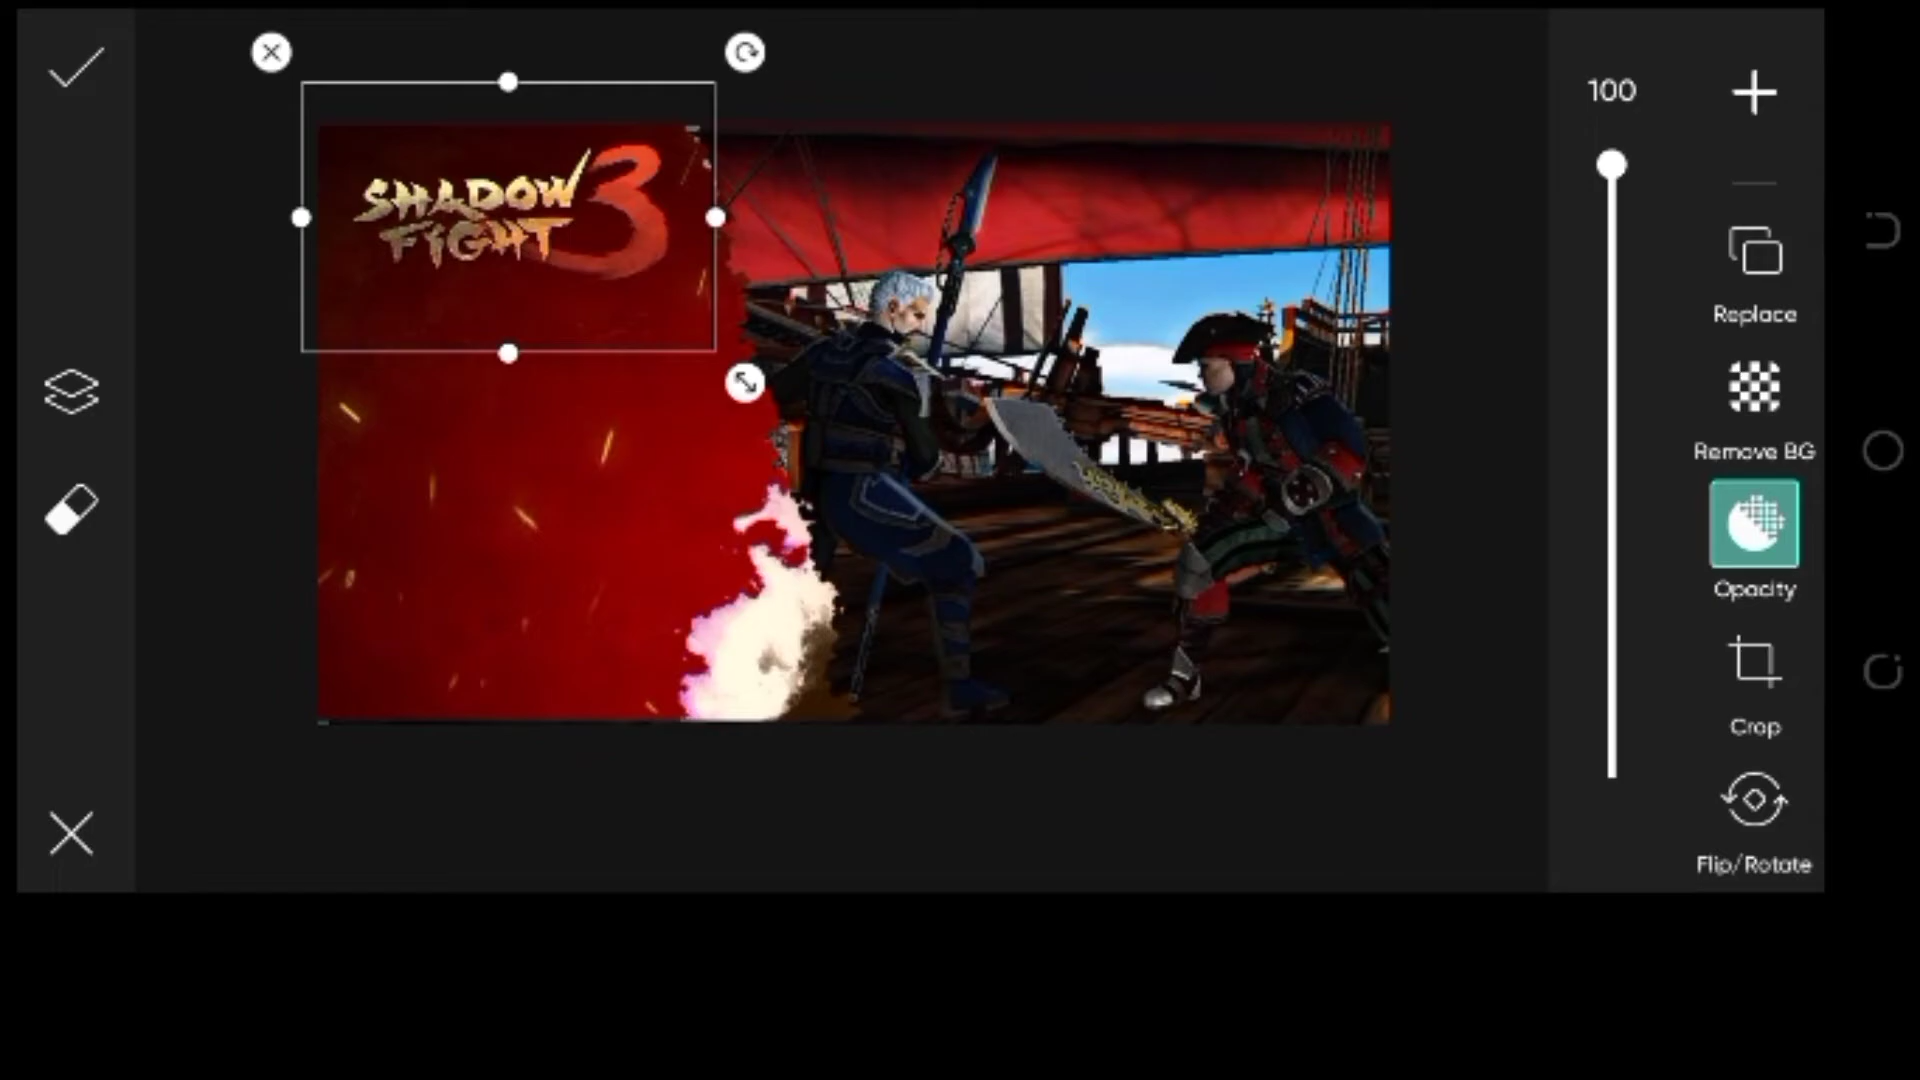 100
SHADOW
FIGHT 3
Replace
Remove BG
Opacity
Crop
Flip/Rotate